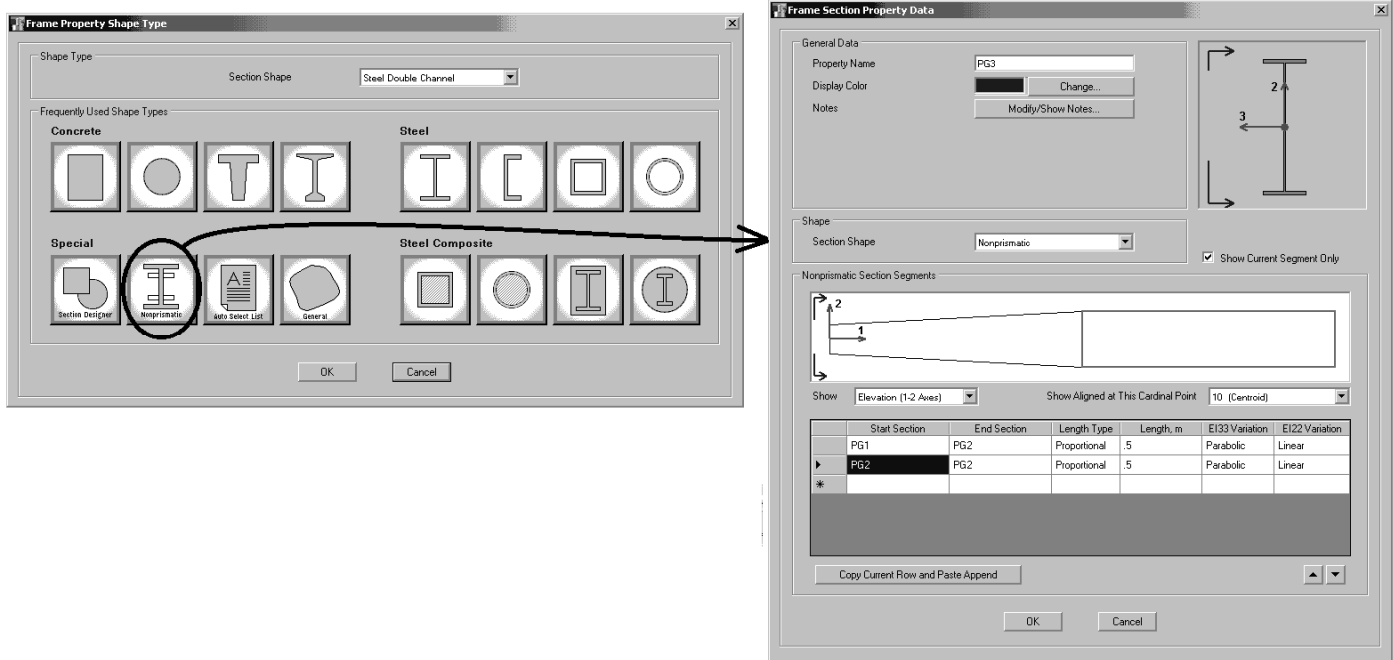 Frame Property Shape Type
Shape Type
Section Shape Steel Double Channel
Frequently Used Shape Types
Concrete Steel
Special Steel Composite
Section Designer Nonprismatic Auto Select List General
A
OK Cancel
Frame Section Property Data
General Data
Property Name PG3
Display Color Change...
Notes Modify/Show Notes...
2
3
Shape
Section Shape Nonprismatic
Show Current Segment Only
Nonprismatic Section Segments
2
1
Show Elevation (1-2 Axes) Show Aligned at This Cardinal Point 10 (Centroid)
Start Section End Section Length Type Length, m EI33 Variation EI22 Variation
PG1 PG2 Proportional .5 Parabolic Linear
PG2 PG2 Proportional .5 Parabolic Linear
*
Copy Current Row and Paste Append
OK Cancel